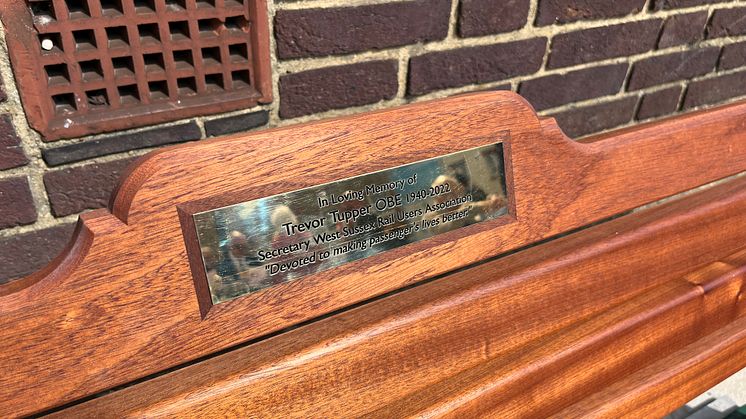 In Loving Memory of
Trevor Tupper OBE 1940-2022
Secretary West Sussex Rail Users Association
"Devoted to making passenger's lives better"